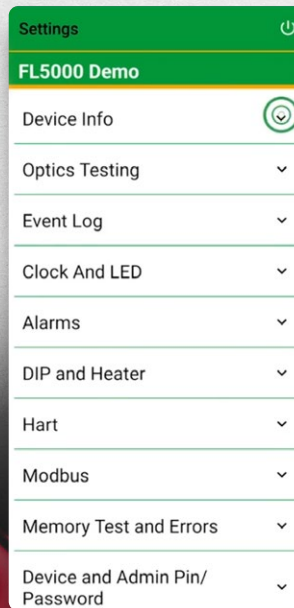 Settings
FL5000 Demo
Device Info
Optics Testing
Event Log
Clock And LED
Alarms
DIP and Heater
Hart
Modbus
Memory Test and Errors
Device and Admin Pin/
Password